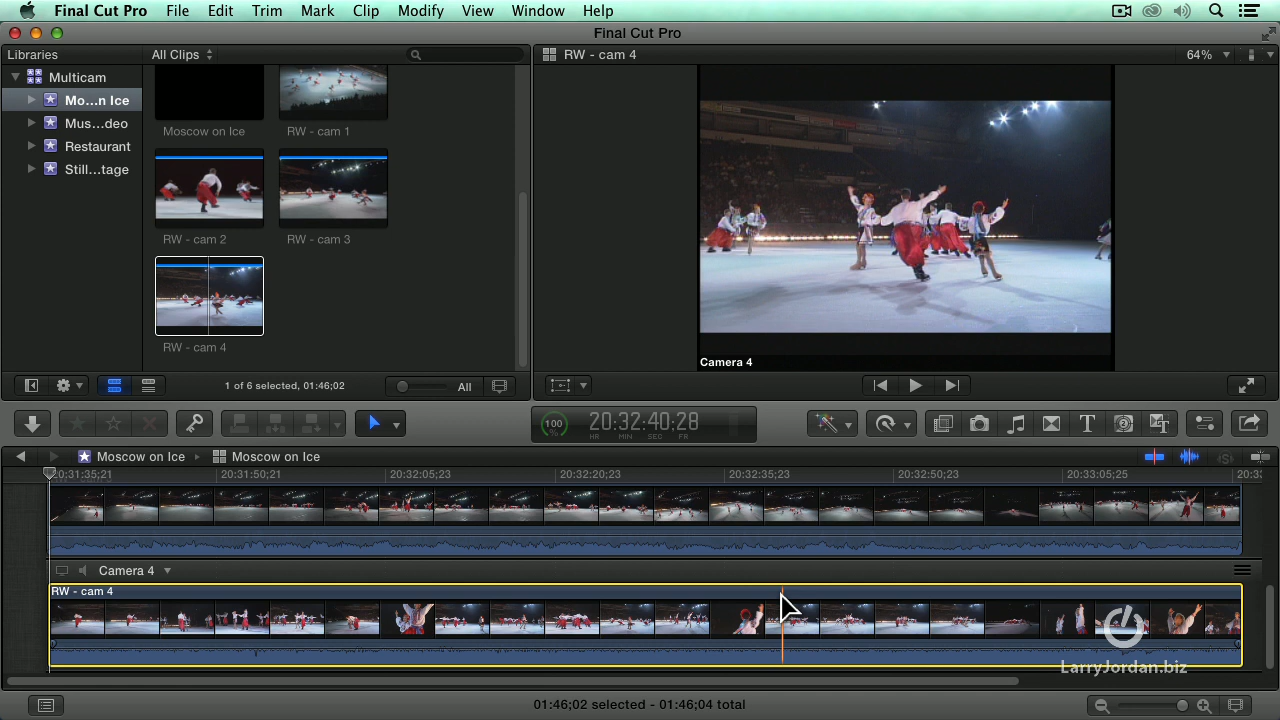 Final Cut Pro File Edit Trim Mark Clip Modify View Window Help
Final Cut Pro
Libraries
All Clips
RW - cam 4
64%
Multicam
Mo…n Ice
Mus…deo
Restaurant
Still…tage
Moscow on Ice
RW - cam 1
RW - cam 2
RW - cam 3
RW - cam 4
Camera 4
1 of 6 selected, 01:46;02
All
100
%
20:32:40;28
HR MIN SEC FR
Moscow on Ice
Moscow on Ice
20:31:35;21
20:31:50;21
20:32:05;23
20:32:20;23
20:32:35;23
20:32:50;23
20:33:05;25
Camera 4
RW - cam 4
LarryJordan.biz
01:46;02 selected - 01:46;04 total